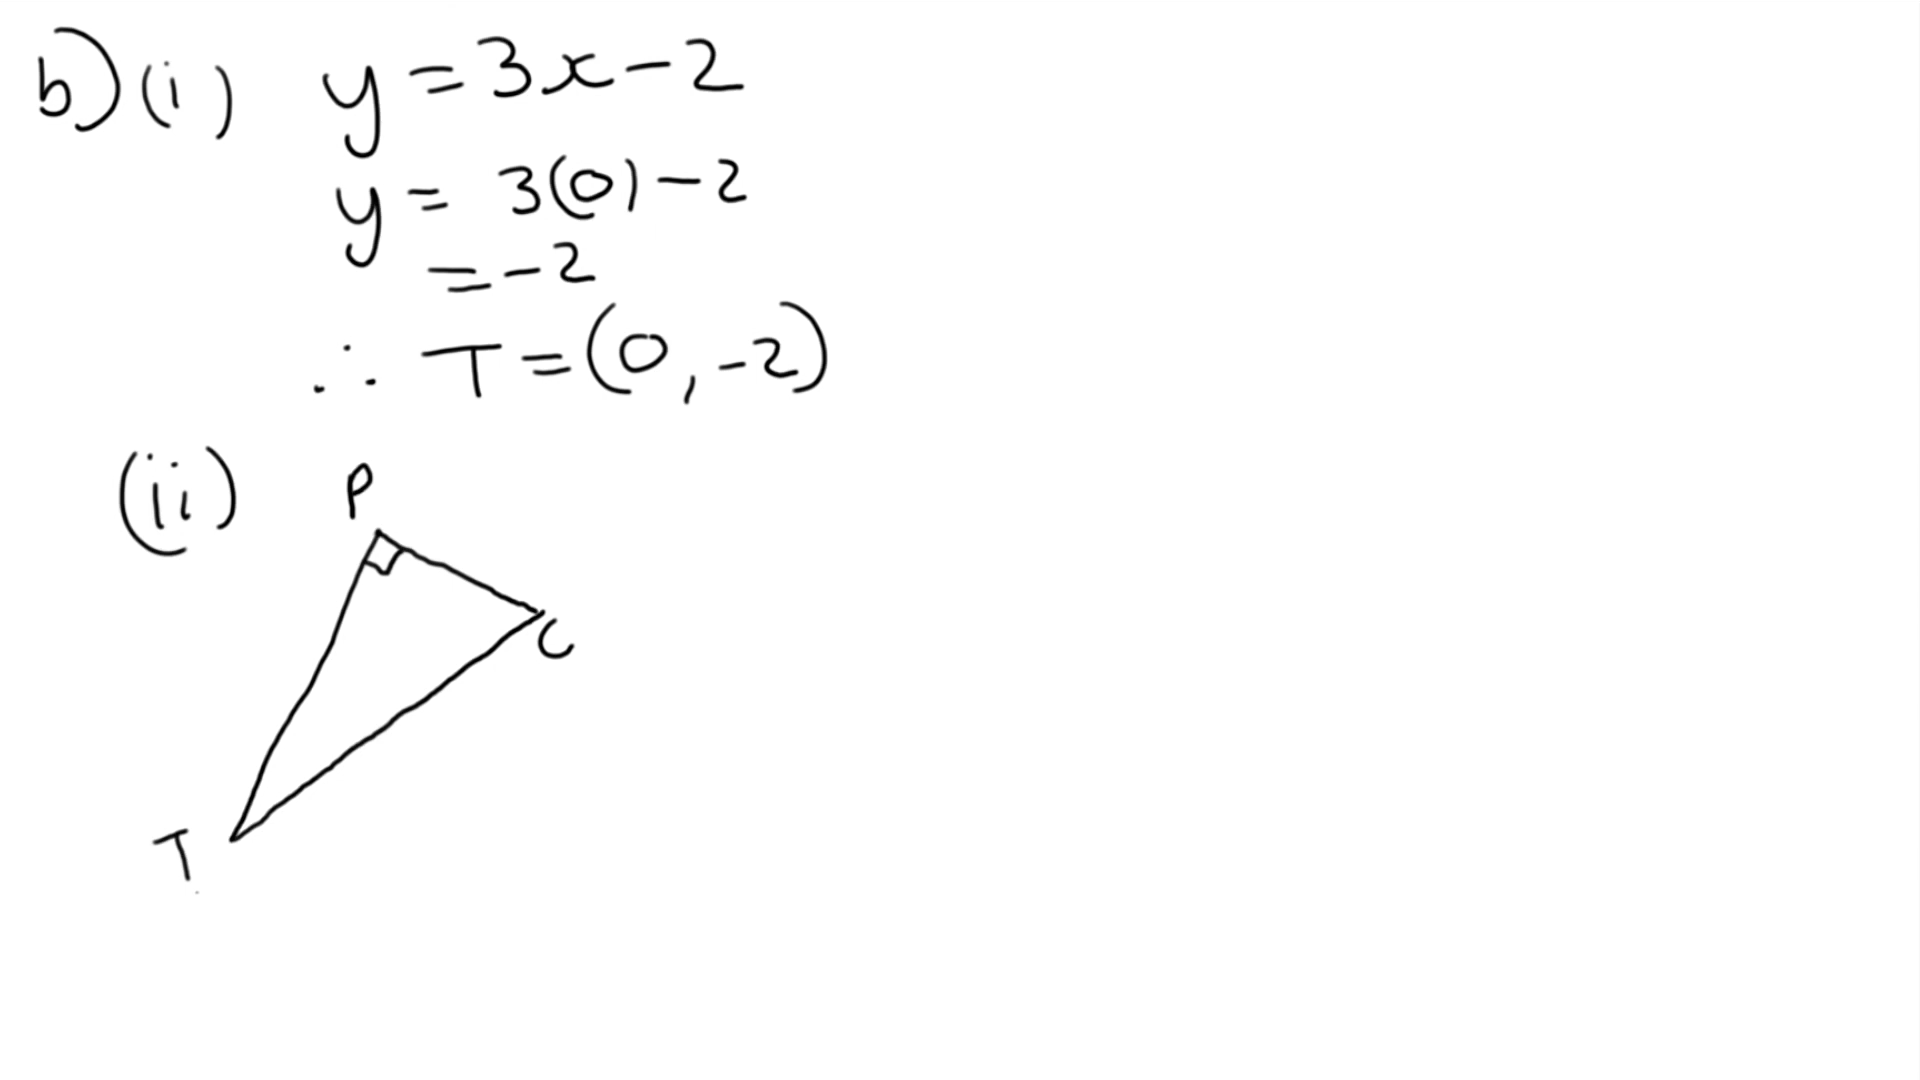 b) (i) y = 3x - 2
y = 3(0) - 2
= -2
∴ T = (0, -2)
(ii) P
C
T